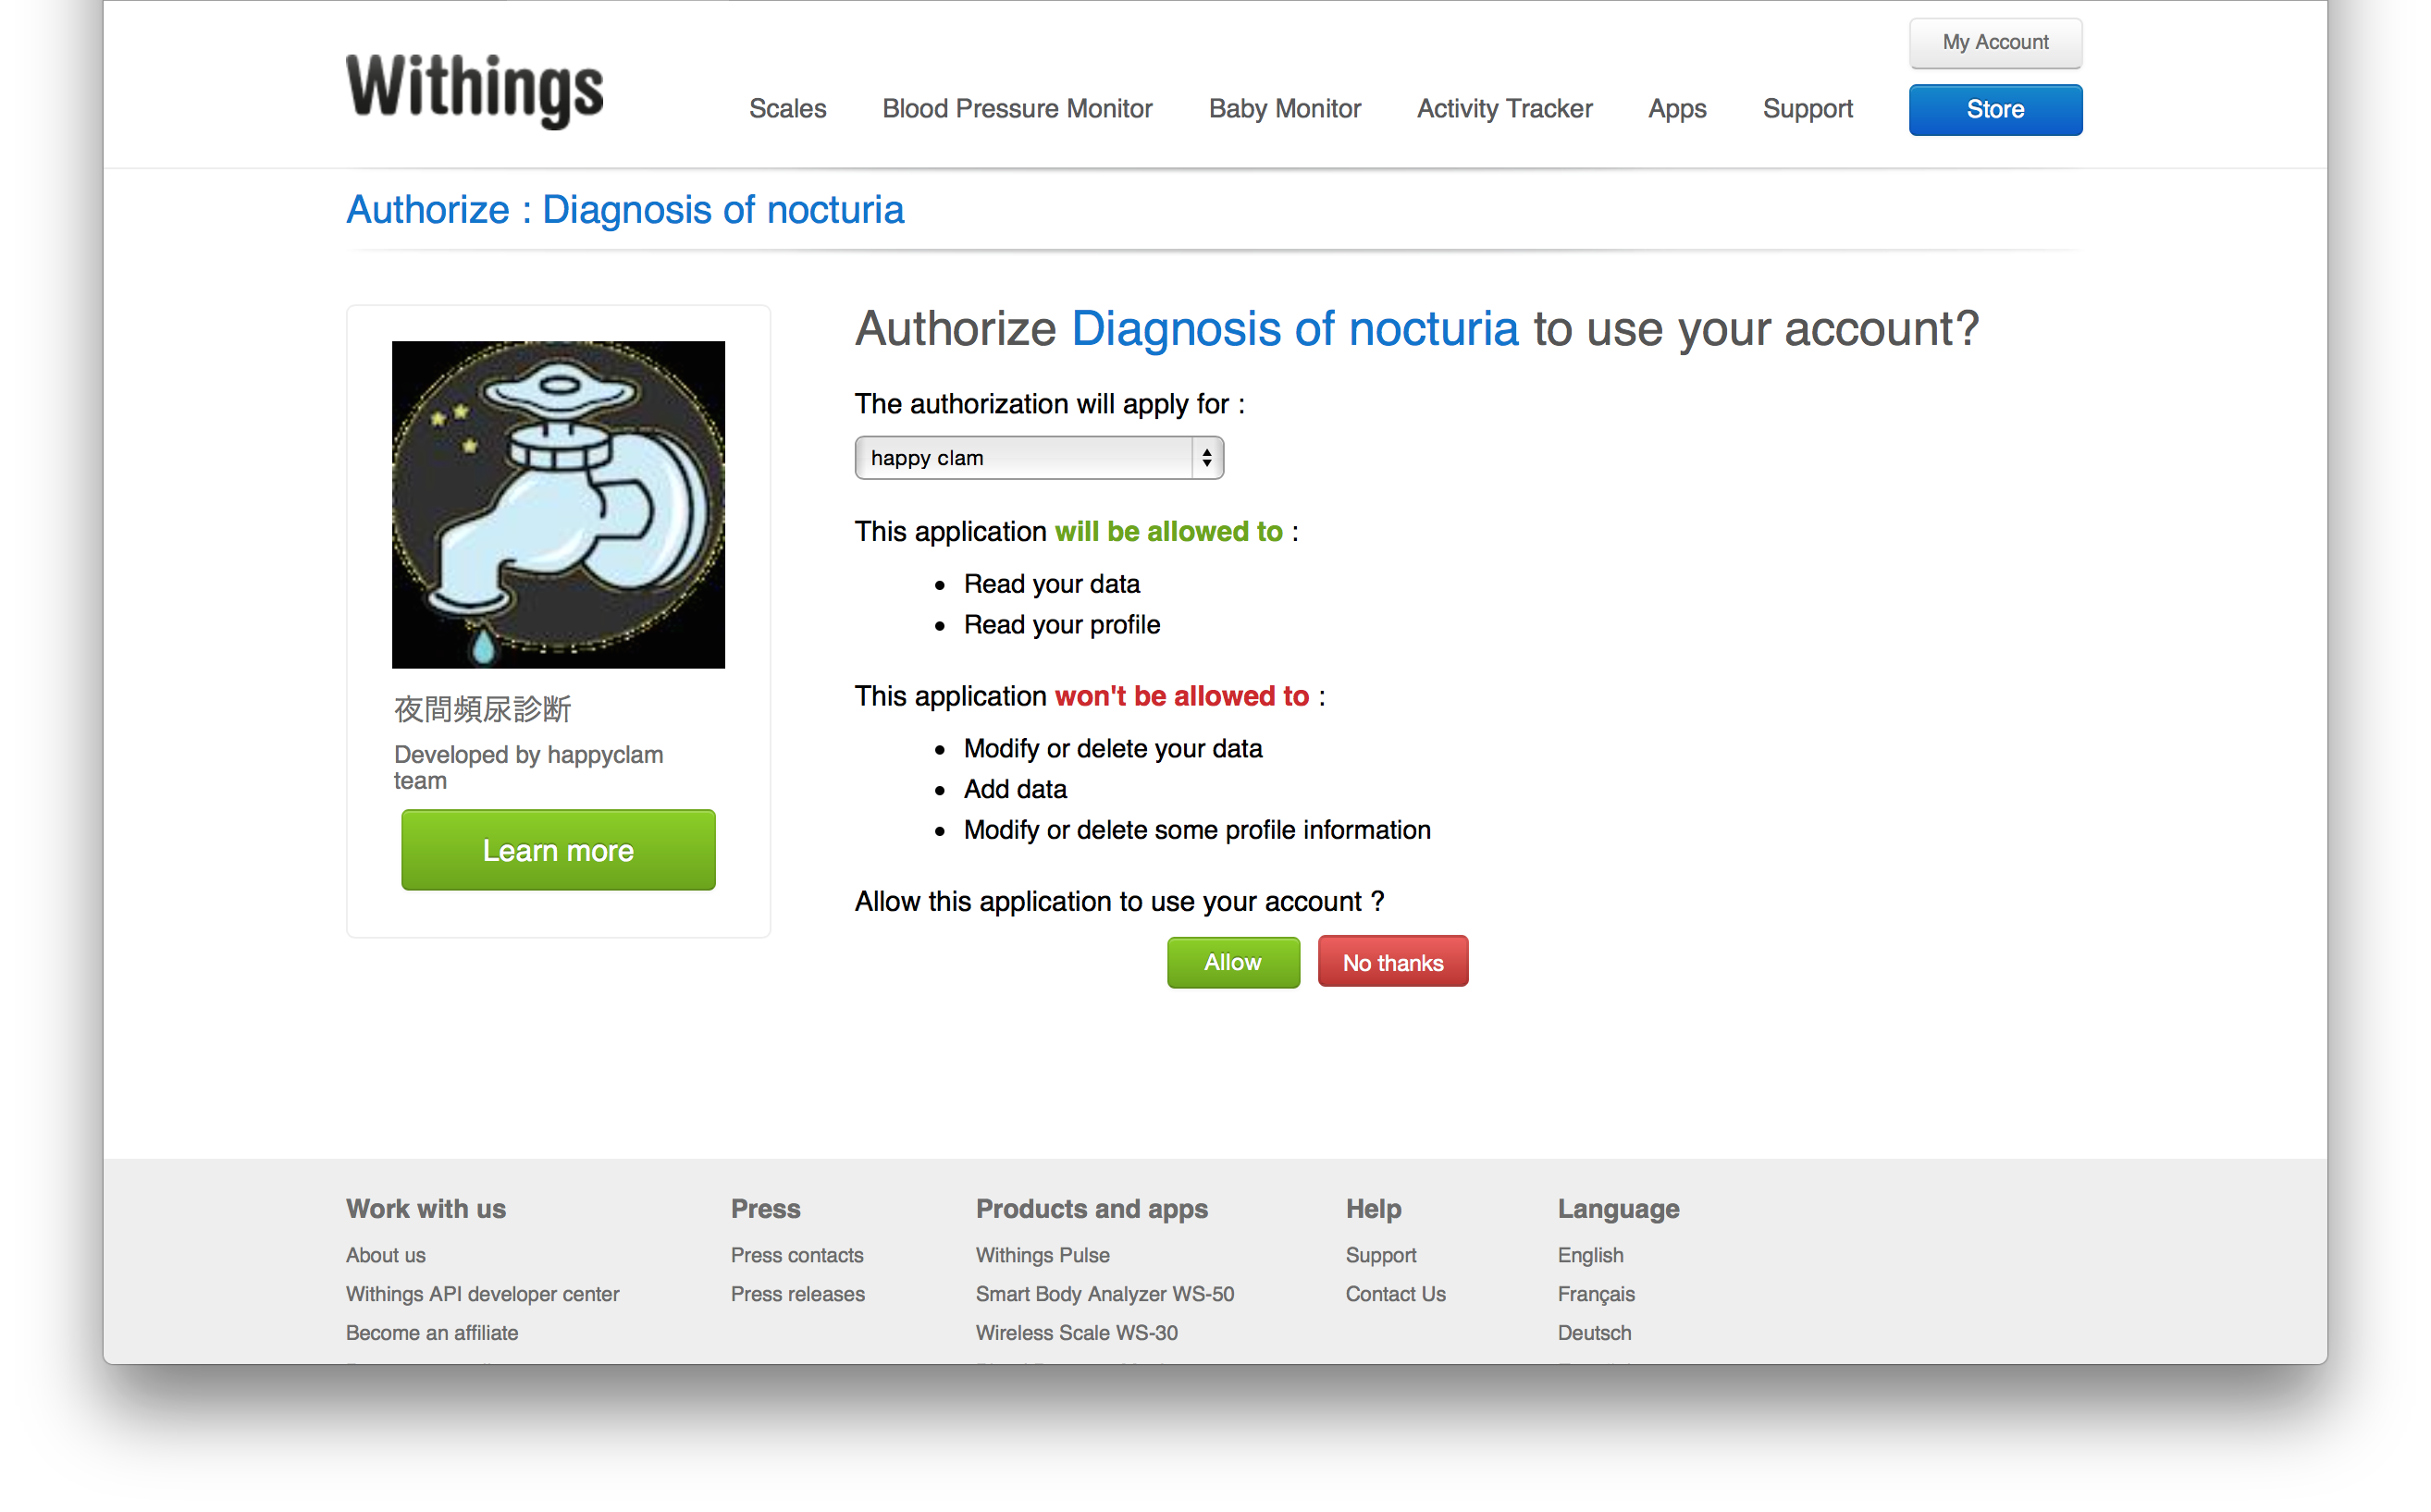 My Account
Withings
Scales Blood Pressure Monitor Baby Monitor Activity Tracker Apps Support Store
Authorize : Diagnosis of nocturia
Authorize Diagnosis of nocturia to use your account?
The authorization will apply for :
happy clam
This application will be allowed to :
• Read your data
• Read your profile
This application won't be allowed to :
• Modify or delete your data
• Add data
• Modify or delete some profile information
Allow this application to use your account ?
Allow No thanks
夜間頻尿診断
Developed by happyclam
team
Learn more
Work with us
About us
Withings API developer center
Become an affiliate
Press
Press contacts
Press releases
Products and apps
Withings Pulse
Smart Body Analyzer WS-50
Wireless Scale WS-30
Help
Support
Contact Us
Language
English
Français
Deutsch